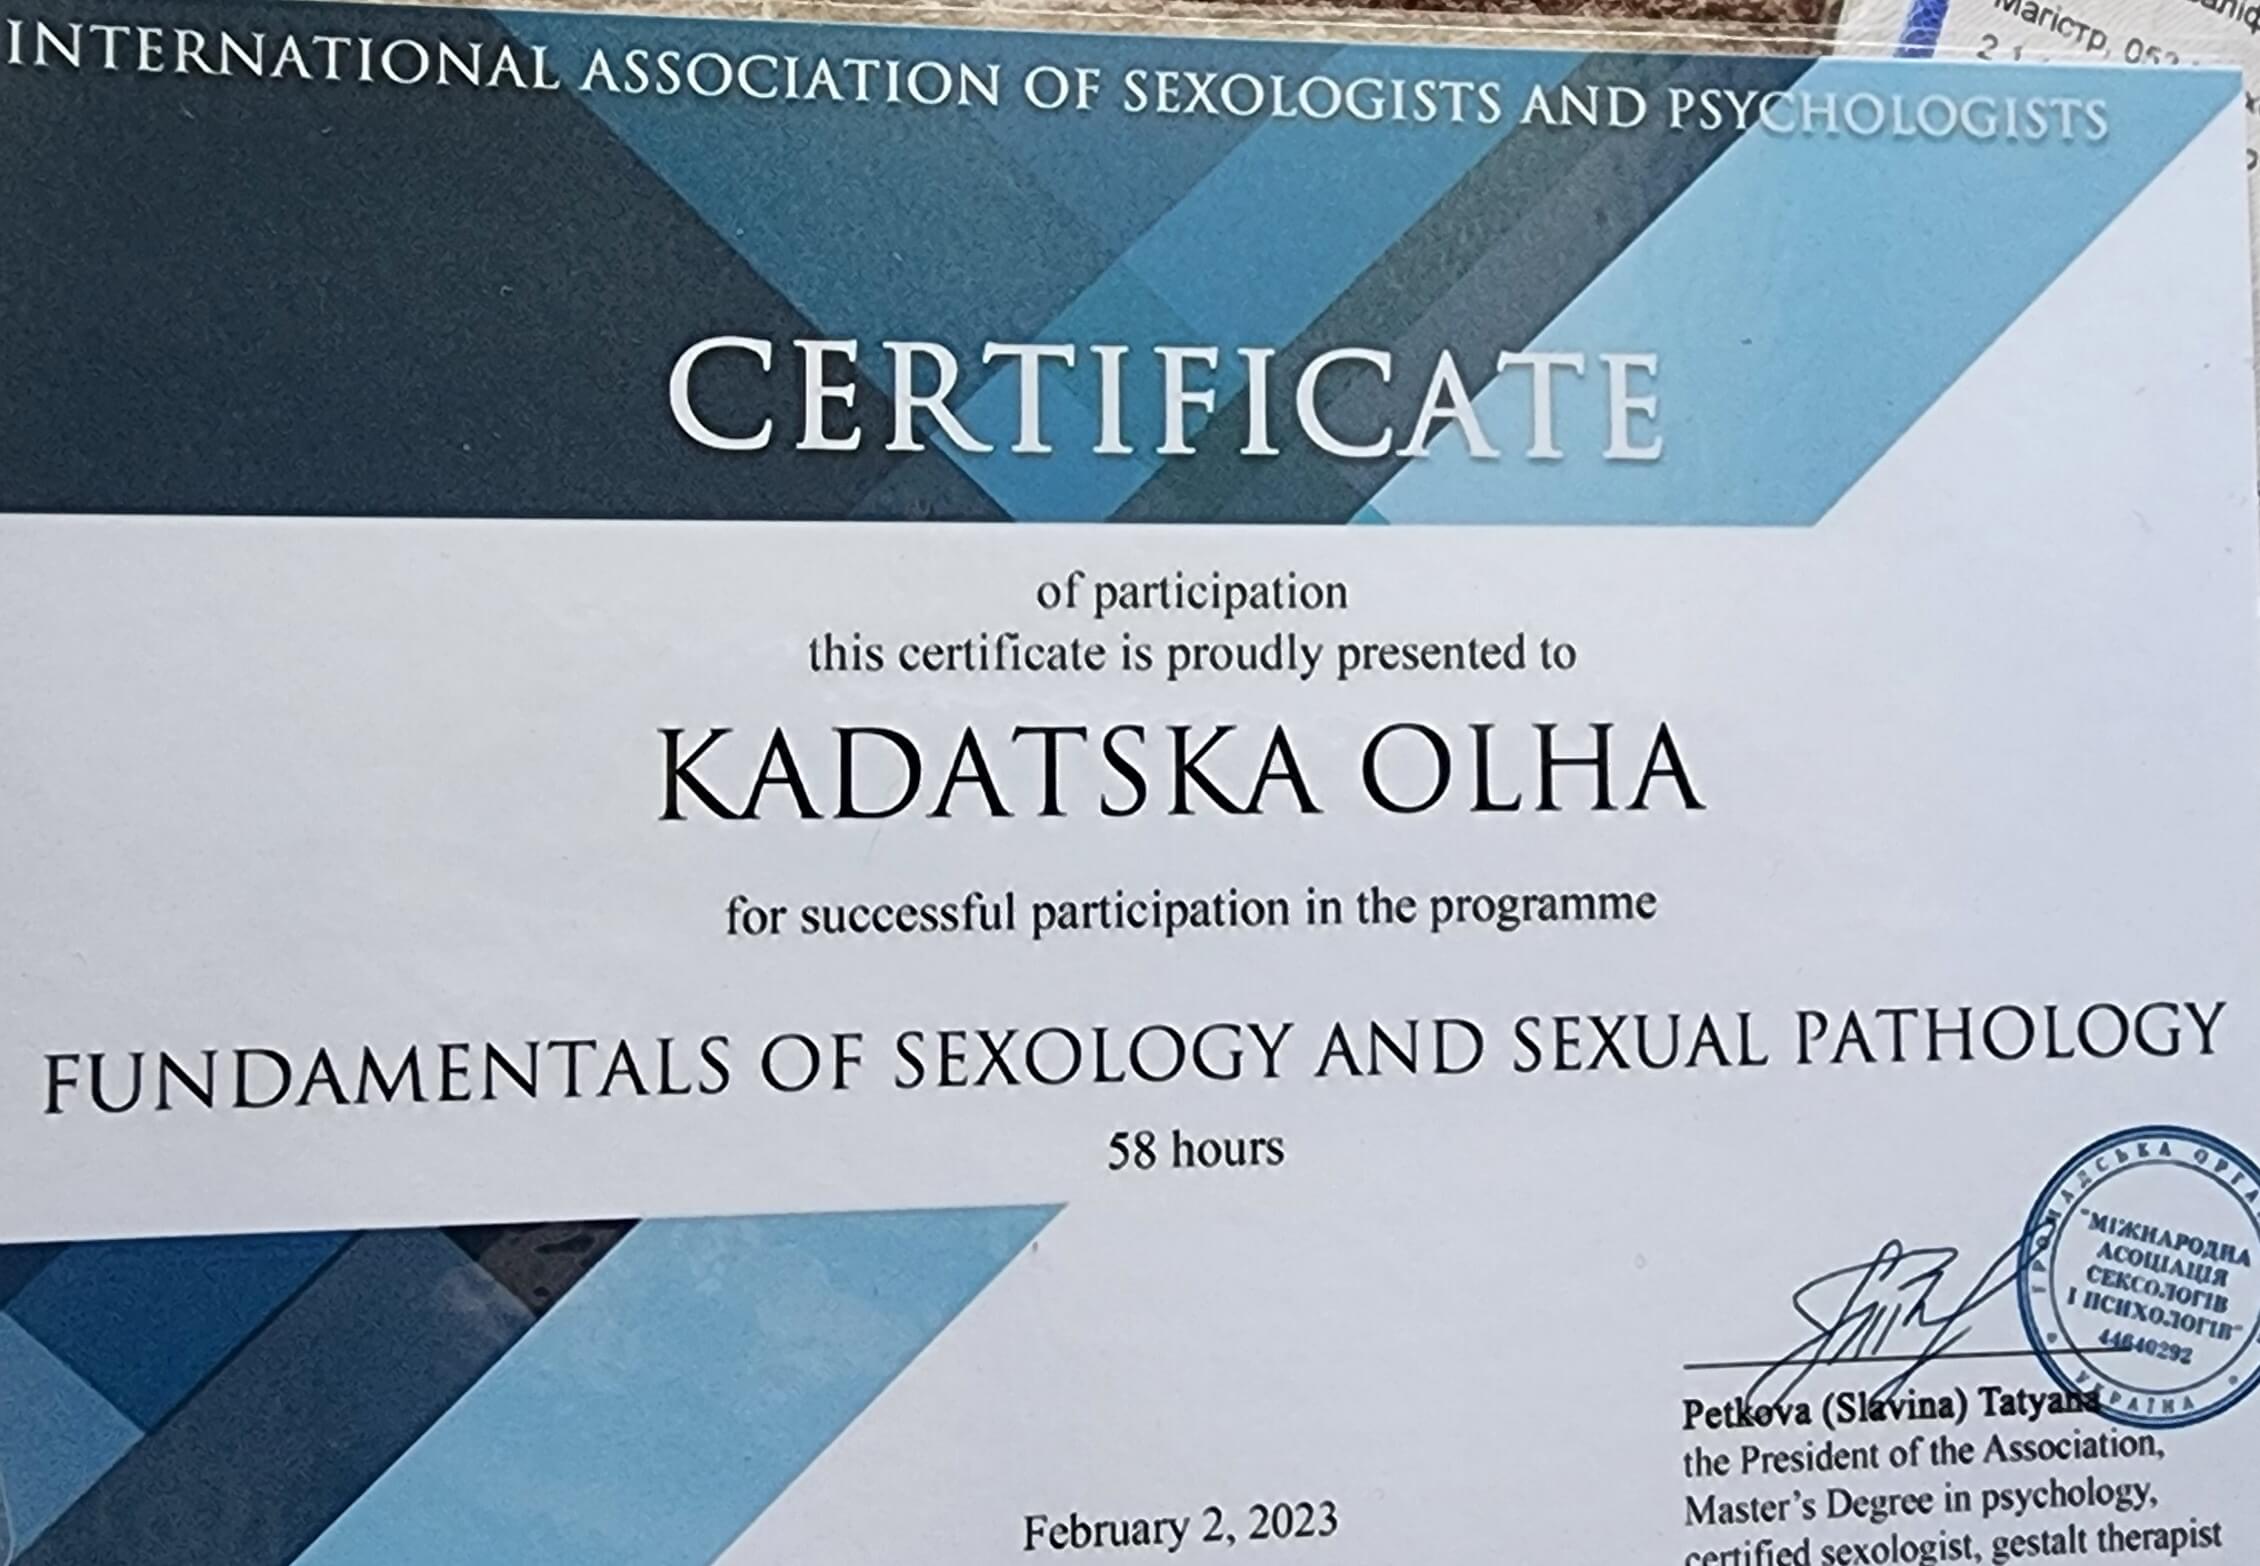 INTERNATIONAL ASSOCIATION OF SEXOLOGISTS AND PSYCHOLOGISTS
Магістр, 052
CERTIFICATE
of participation
this certificate is proudly presented to
KADATSKA OLHA
for successful participation in the programme
FUNDAMENTALS OF SEXOLOGY AND SEXUAL PATHOLOGY
58 hours
"МІЖНАРОДНА
АСОЦІАЦІЯ
СЕКСОЛОГІВ
І ПСИХОЛОГІВ"
44640292
УКРАЇНА
Petkova (Slavina) Tatyana
the President of the Association,
Master's Degree in psychology,
certified sexologist, gestalt therapist
February 2, 2023